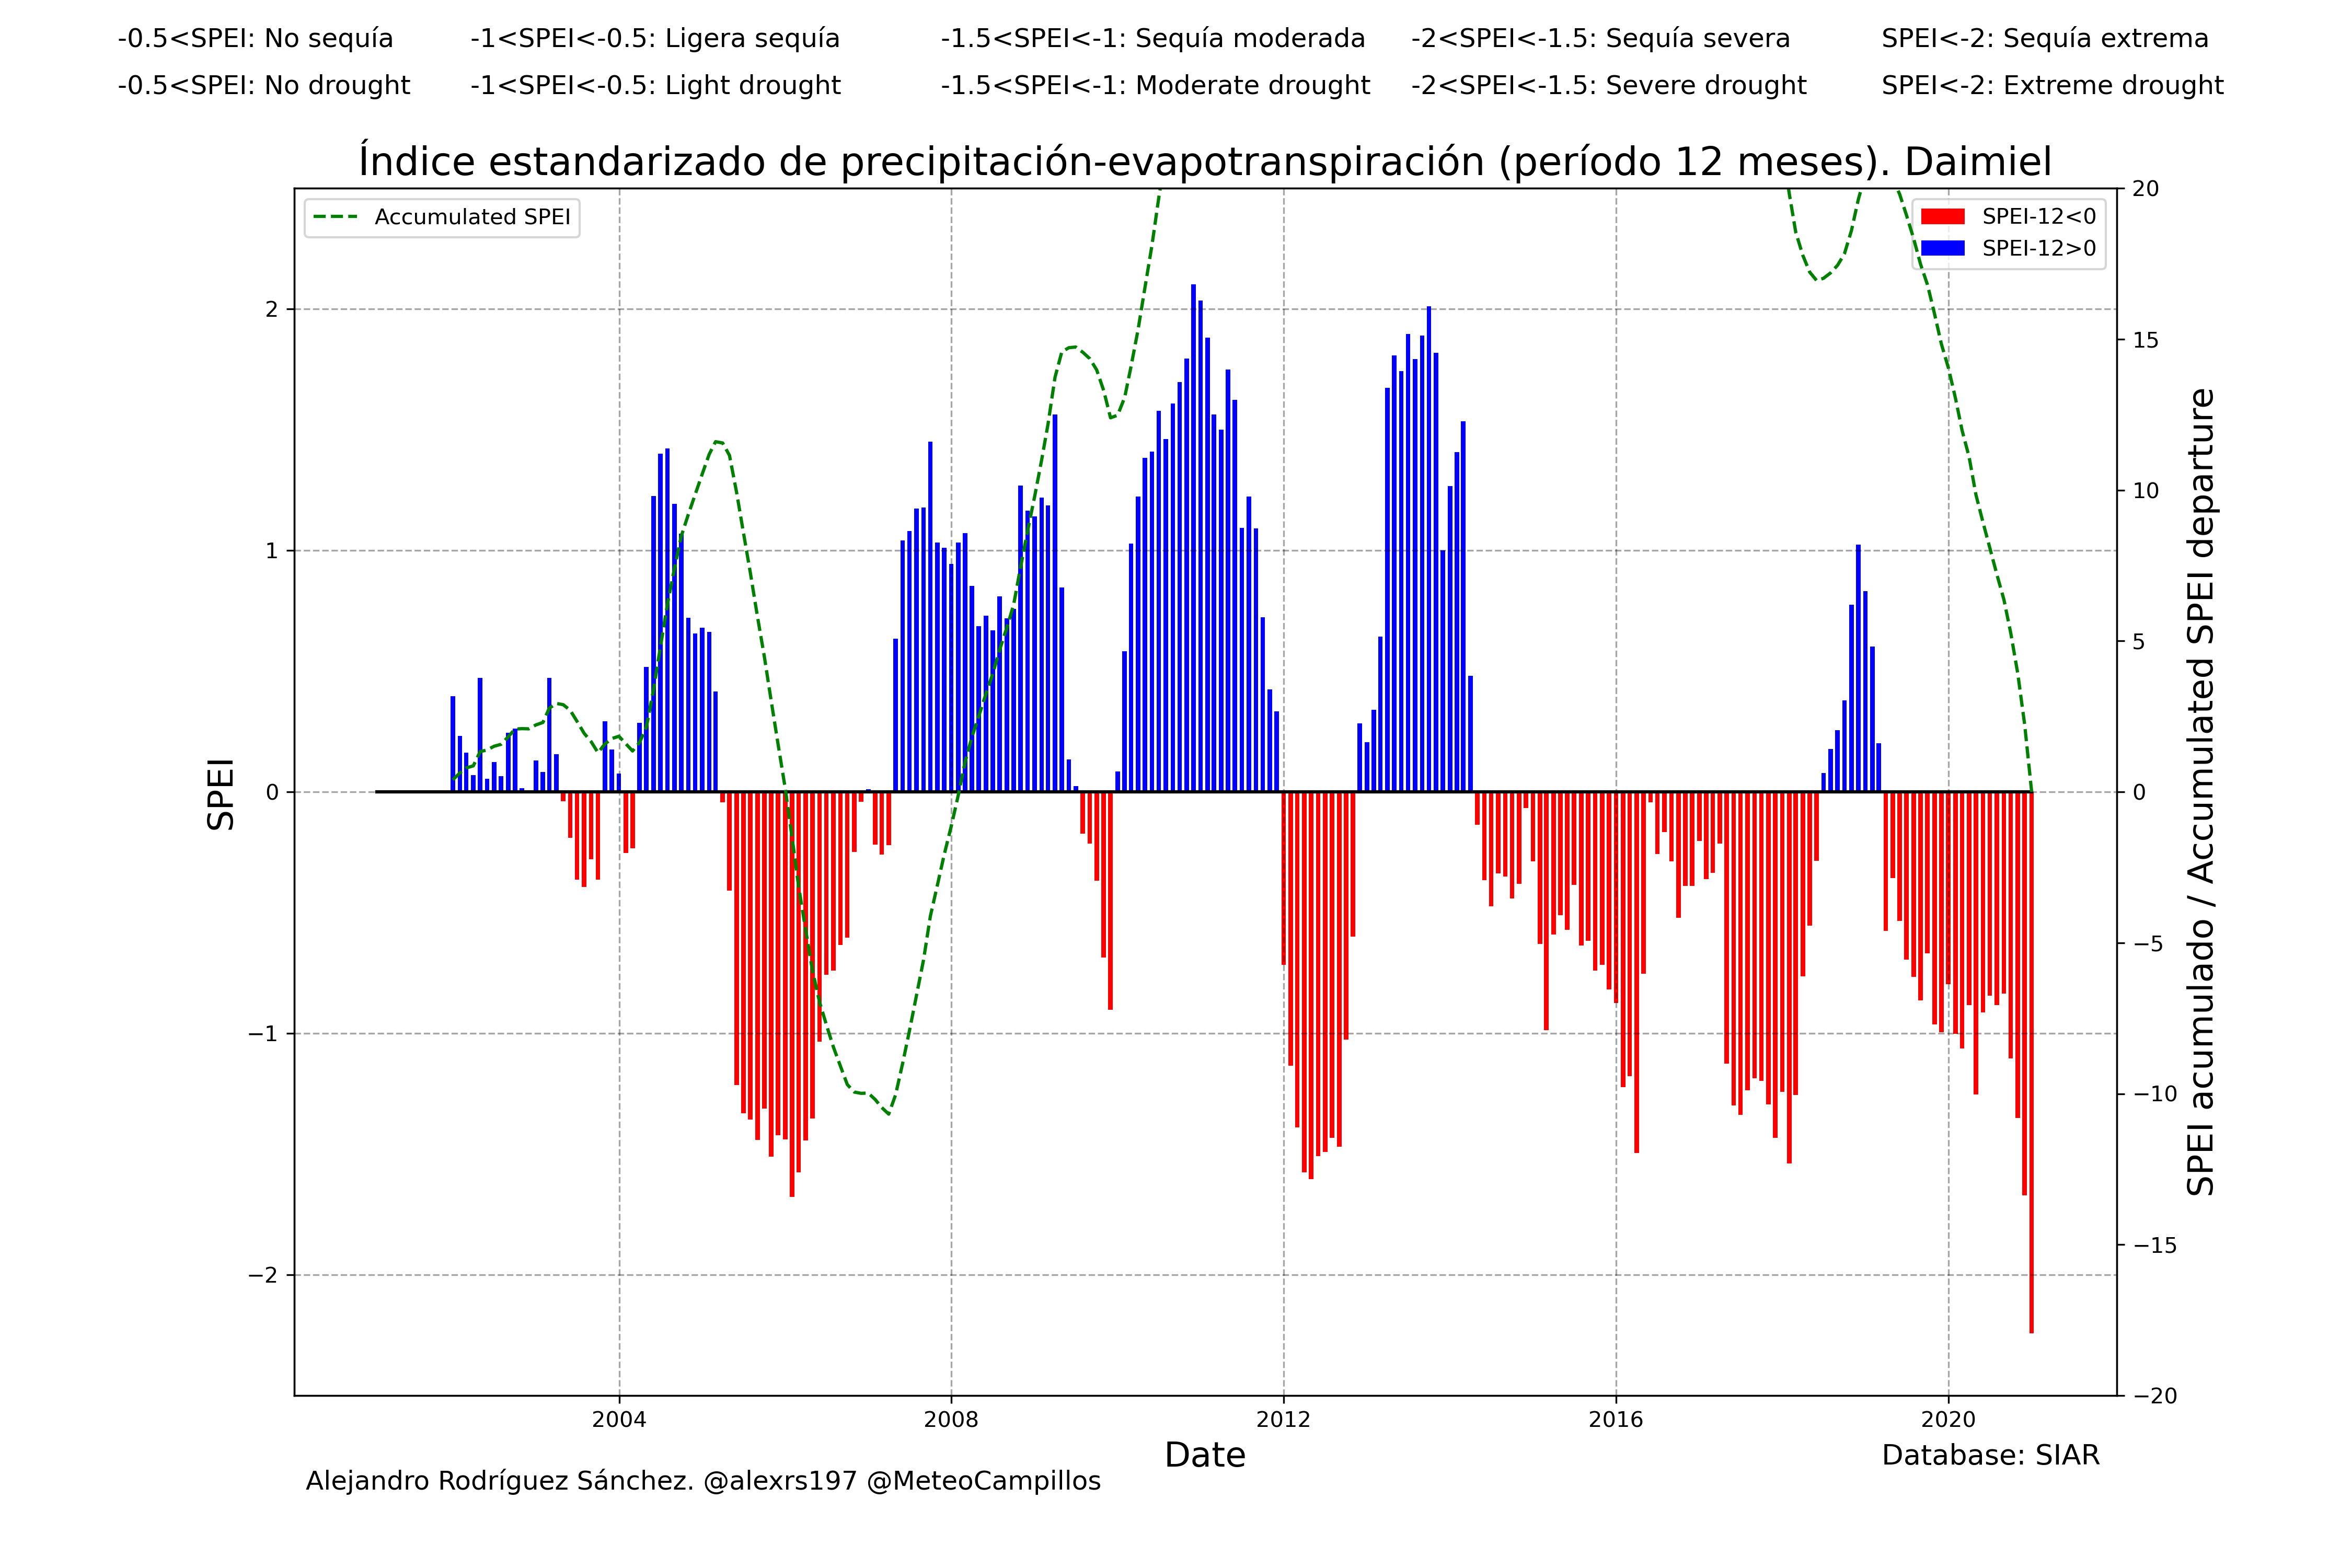 -0.5<SPEI: No sequía -1<SPEI<-0.5: Ligera sequía -1.5<SPEI<-1: Sequía moderada -2<SPEI<-1.5: Sequía severa SPEI<-2: Sequía extrema
-0.5<SPEI: No drought -1<SPEI<-0.5: Light drought -1.5<SPEI<-1: Moderate drought -2<SPEI<-1.5: Severe drought SPEI<-2: Extreme drought
Índice estandarizado de precipitación-evapotranspiración (período 12 meses). Daimiel
Accumulated SPEI
SPEI-12<0
SPEI-12>0
SPEI
2
1
0
−1
−2
20
15
10
5
0
−5
−10
−15
−20
SPEI acumulado / Accumulated SPEI departure
2004 2008 2012 2016 2020
Date
Database: SIAR
Alejandro Rodríguez Sánchez. @alexrs197 @MeteoCampillos